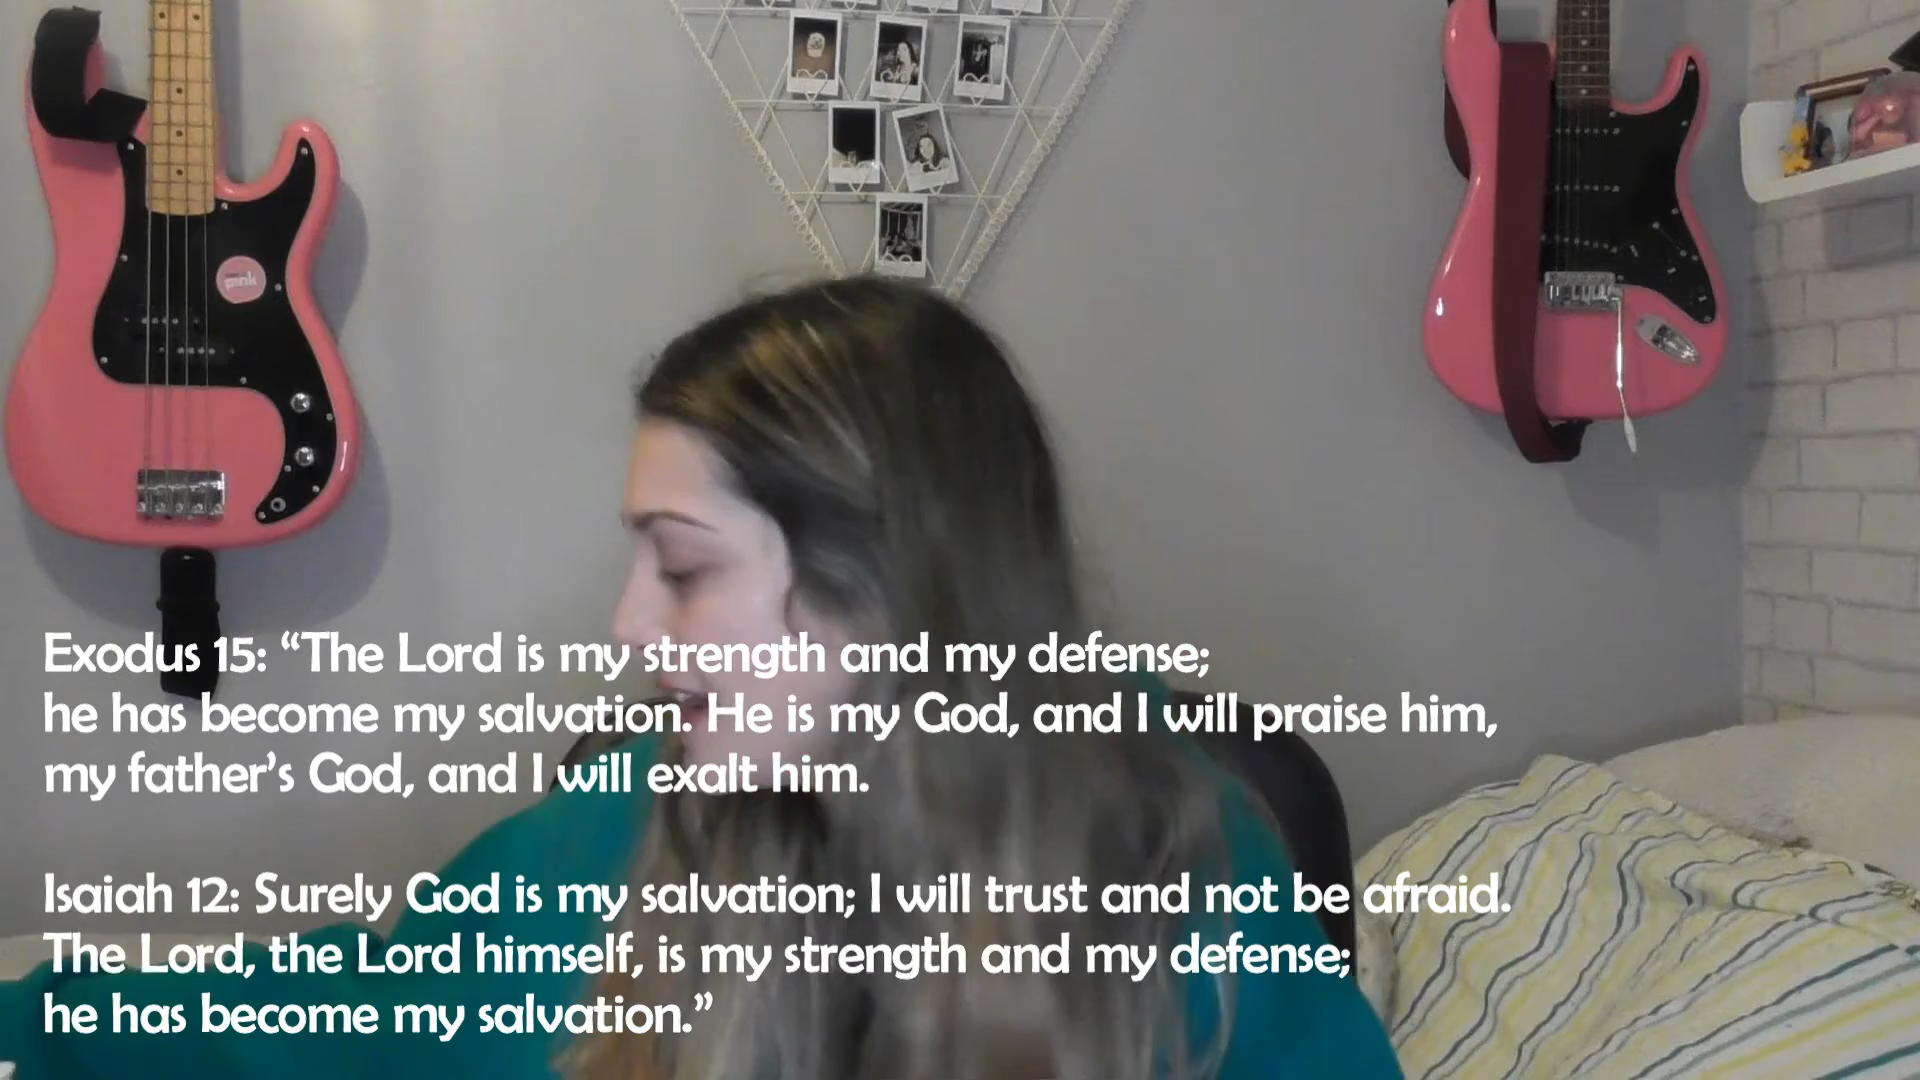 pink
Exodus 15: “The Lord is my strength and my defense;
he has become my salvation. He is my God, and I will praise him,
my father’s God, and I will exalt him.
Isaiah 12: Surely God is my salvation; I will trust and not be afraid.
The Lord, the Lord himself, is my strength and my defense;
he has become my salvation.”